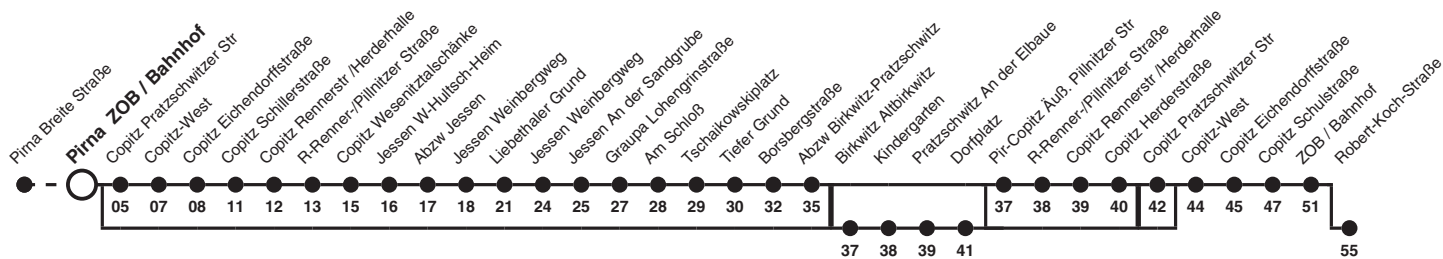 Pirna Breite Straße
Pirna ZOB / Bahnhof
Copitz Pratzschwitzer Str
Copitz-West
Copitz Eichendorffstraße
Copitz Schillerstraße
Copitz Rennerstr /Herderhalle
R-Renner-/Pillnitzer Straße
Copitz Wesenitztalschänke
Jessen W-Hultsch-Heim
Abzw Jessen
Jessen Weinbergweg
Liebethaler Grund
Jessen Weinbergweg
Jessen An der Sandgrube
Graupa Lohengrinstraße
Am Schloß
Tschaikowskiplatz
Tiefer Grund
Borsbergstraße
Abzw Birkwitz-Pratzschwitz
Birkwitz Altbirkwitz
Kindergarten
Pratzschwitz An der Elbaue
Dorfplatz
Pir-Copitz Äuß. Pillnitzer Str
R-Renner-/Pillnitzer Straße
Copitz Rennerstr /Herderhalle
Copitz Herderstraße
Copitz Pratzschwitzer Str
Copitz-West
Copitz Eichendorffstraße
Copitz Schulstraße
ZOB / Bahnhof
Robert-Koch-Straße
05 07 08 11 12 13 15 16 17 18 21 24 25 27 28 29 30 32 35 37 38 39 40 42 44 45 47 51
37 38 39 41 55